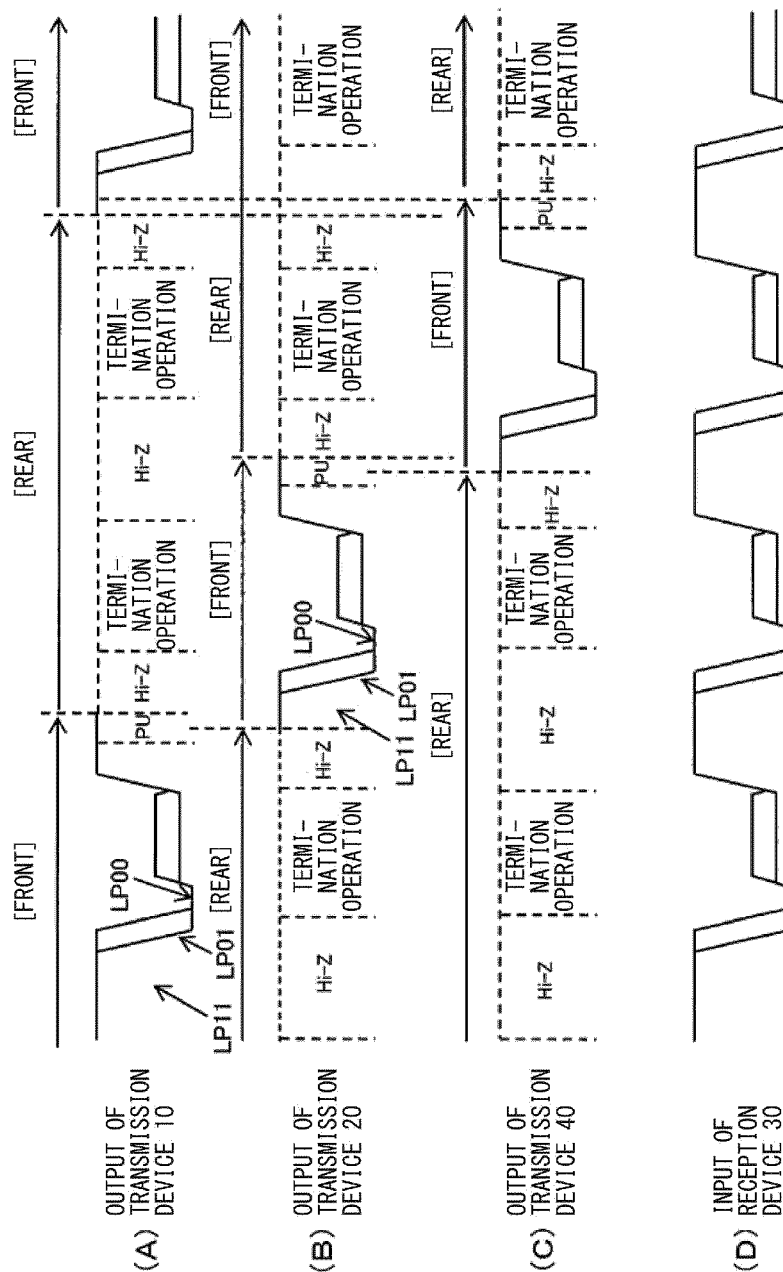 (A)
OUTPUT OF
TRANSMISSION
DEVICE 10
[FRONT]
[REAR]
[FRONT]
LP11
LP01
LP00
PU
Hi-Z
TERMI-
NATION
OPERATION
Hi-Z
TERMI-
NATION
OPERATION
Hi-Z
(B)
OUTPUT OF
TRANSMISSION
DEVICE 20
[REAR]
[FRONT]
[REAR]
[FRONT]
Hi-Z
TERMI-
NATION
OPERATION
Hi-Z
LP11
LP01
LP00
PU
Hi-Z
TERMI-
NATION
OPERATION
Hi-Z
TERMI-
NATION
OPERATION
(C)
OUTPUT OF
TRANSMISSION
DEVICE 40
[REAR]
[FRONT]
[REAR]
Hi-Z
TERMI-
NATION
OPERATION
Hi-Z
TERMI-
NATION
OPERATION
Hi-Z
PU
Hi-Z
TERMI-
NATION
OPERATION
(D)
INPUT OF
RECEPTION
DEVICE 30